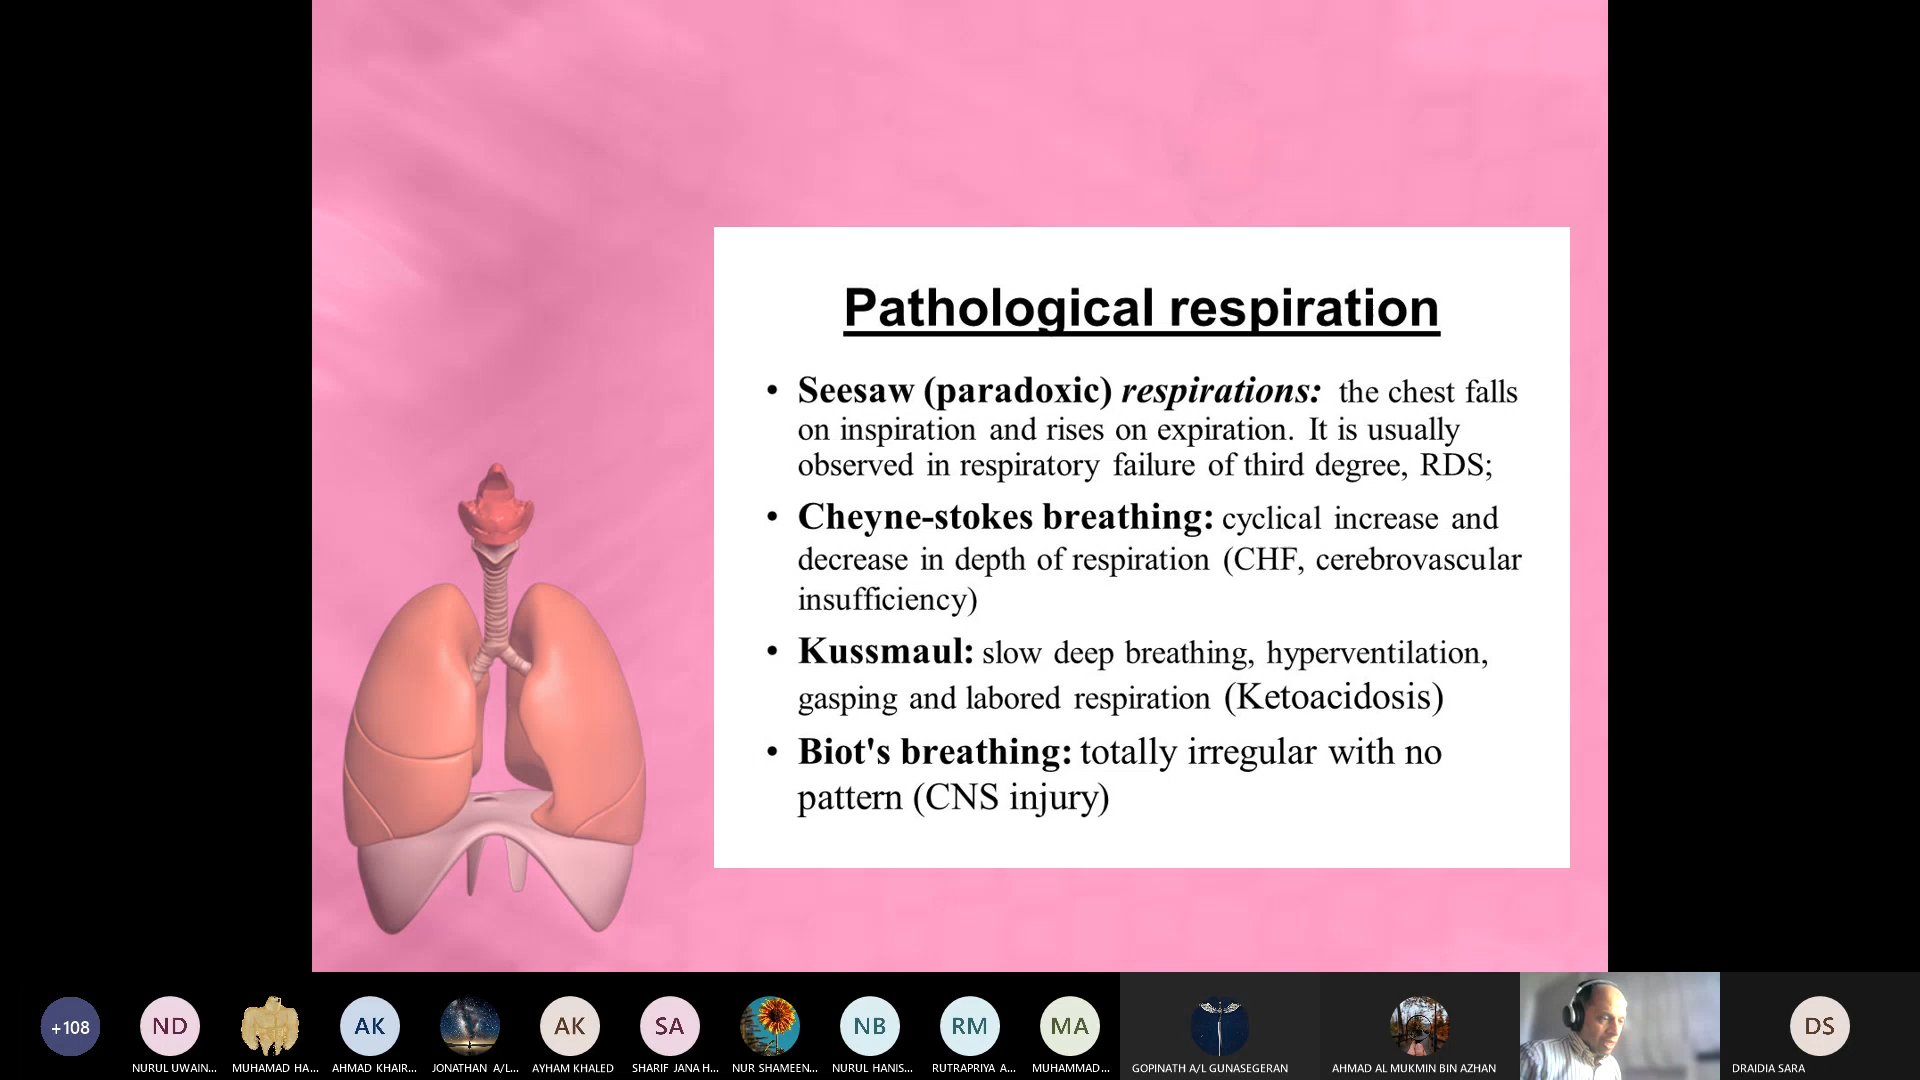 Pathological respiration
• Seesaw (paradoxic) respirations: the chest falls
on inspiration and rises on expiration. It is usually
observed in respiratory failure of third degree, RDS;
• Cheyne-stokes breathing: cyclical increase and
decrease in depth of respiration (CHF, cerebrovascular
insufficiency)
• Kussmaul: slow deep breathing, hyperventilation,
gasping and labored respiration (Ketoacidosis)
• Biot's breathing: totally irregular with no
pattern (CNS injury)
+108
ND
AK
AK
SA
NB
RM
MA
DS
NURUL UWAIN...
MUHAMAD HA...
AHMAD KHAIR...
JONATHAN A/L...
AYHAM KHALED
SHARIF JANA H...
NUR SHAMEEN...
NURUL HANIS...
RUTRAPRIYA A...
MUHAMMAD...
GOPINATH A/L GUNASEGERAN
AHMAD AL MUKMIN BIN AZHAN
DRAIDIA SARA